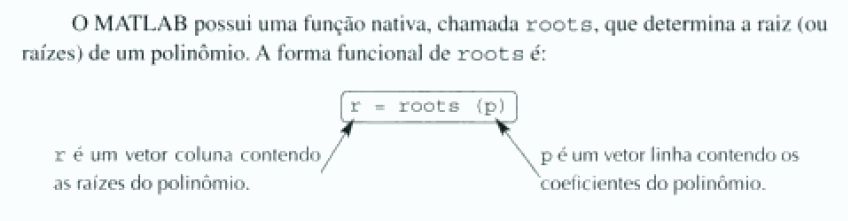 O MATLAB possui uma função nativa, chamada roots, que determina a raiz (ou
raízes) de um polinômio. A forma funcional de roots é:
r = roots (p)
r é um vetor coluna contendo
as raízes do polinômio.
p é um vetor linha contendo os
coeficientes do polinômio.